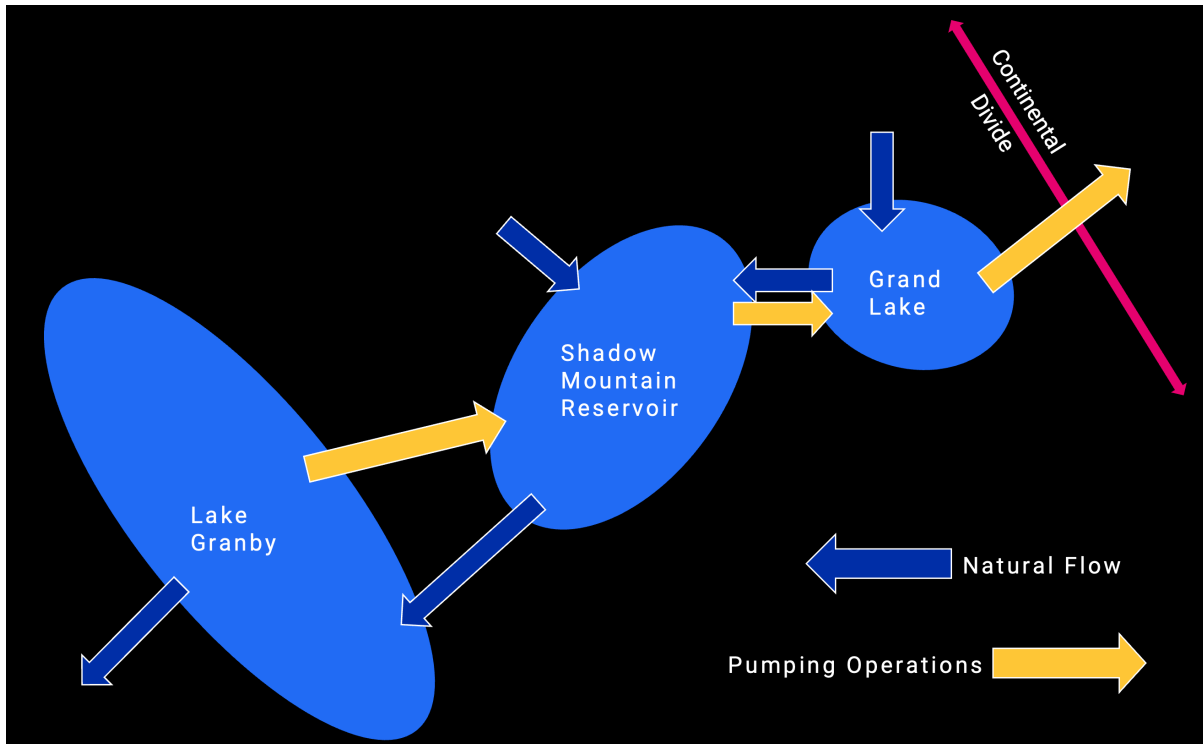 Continental
Divide
Grand
Lake
Shadow
Mountain
Reservoir
Lake
Granby
Natural Flow
Pumping Operations